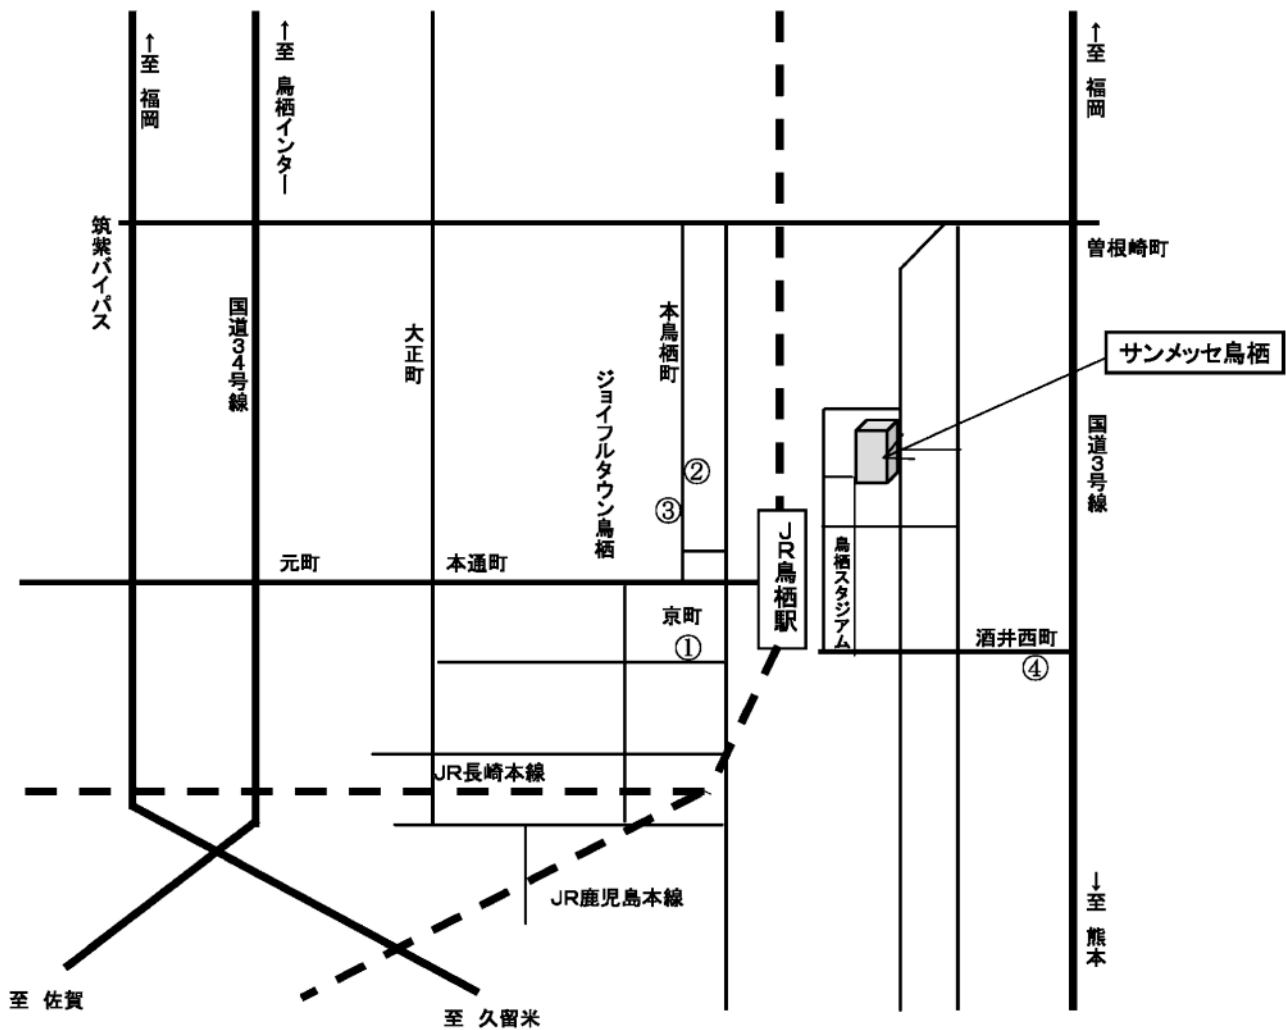 ↑至 福岡
↑至 鳥栖インター
↑至 福岡
筑紫バイパス
曽根崎町
国道34号線
大正町
本鳥栖町
サンメッセ鳥栖
ジョイフルタウン鳥栖
国道3号線
②
③
JR鳥栖駅
鳥栖スタジアム
元町
本通町
京町
①
酒井西町
④
JR長崎本線
JR鹿児島本線
↓至 熊本
至 佐賀
至 久留米